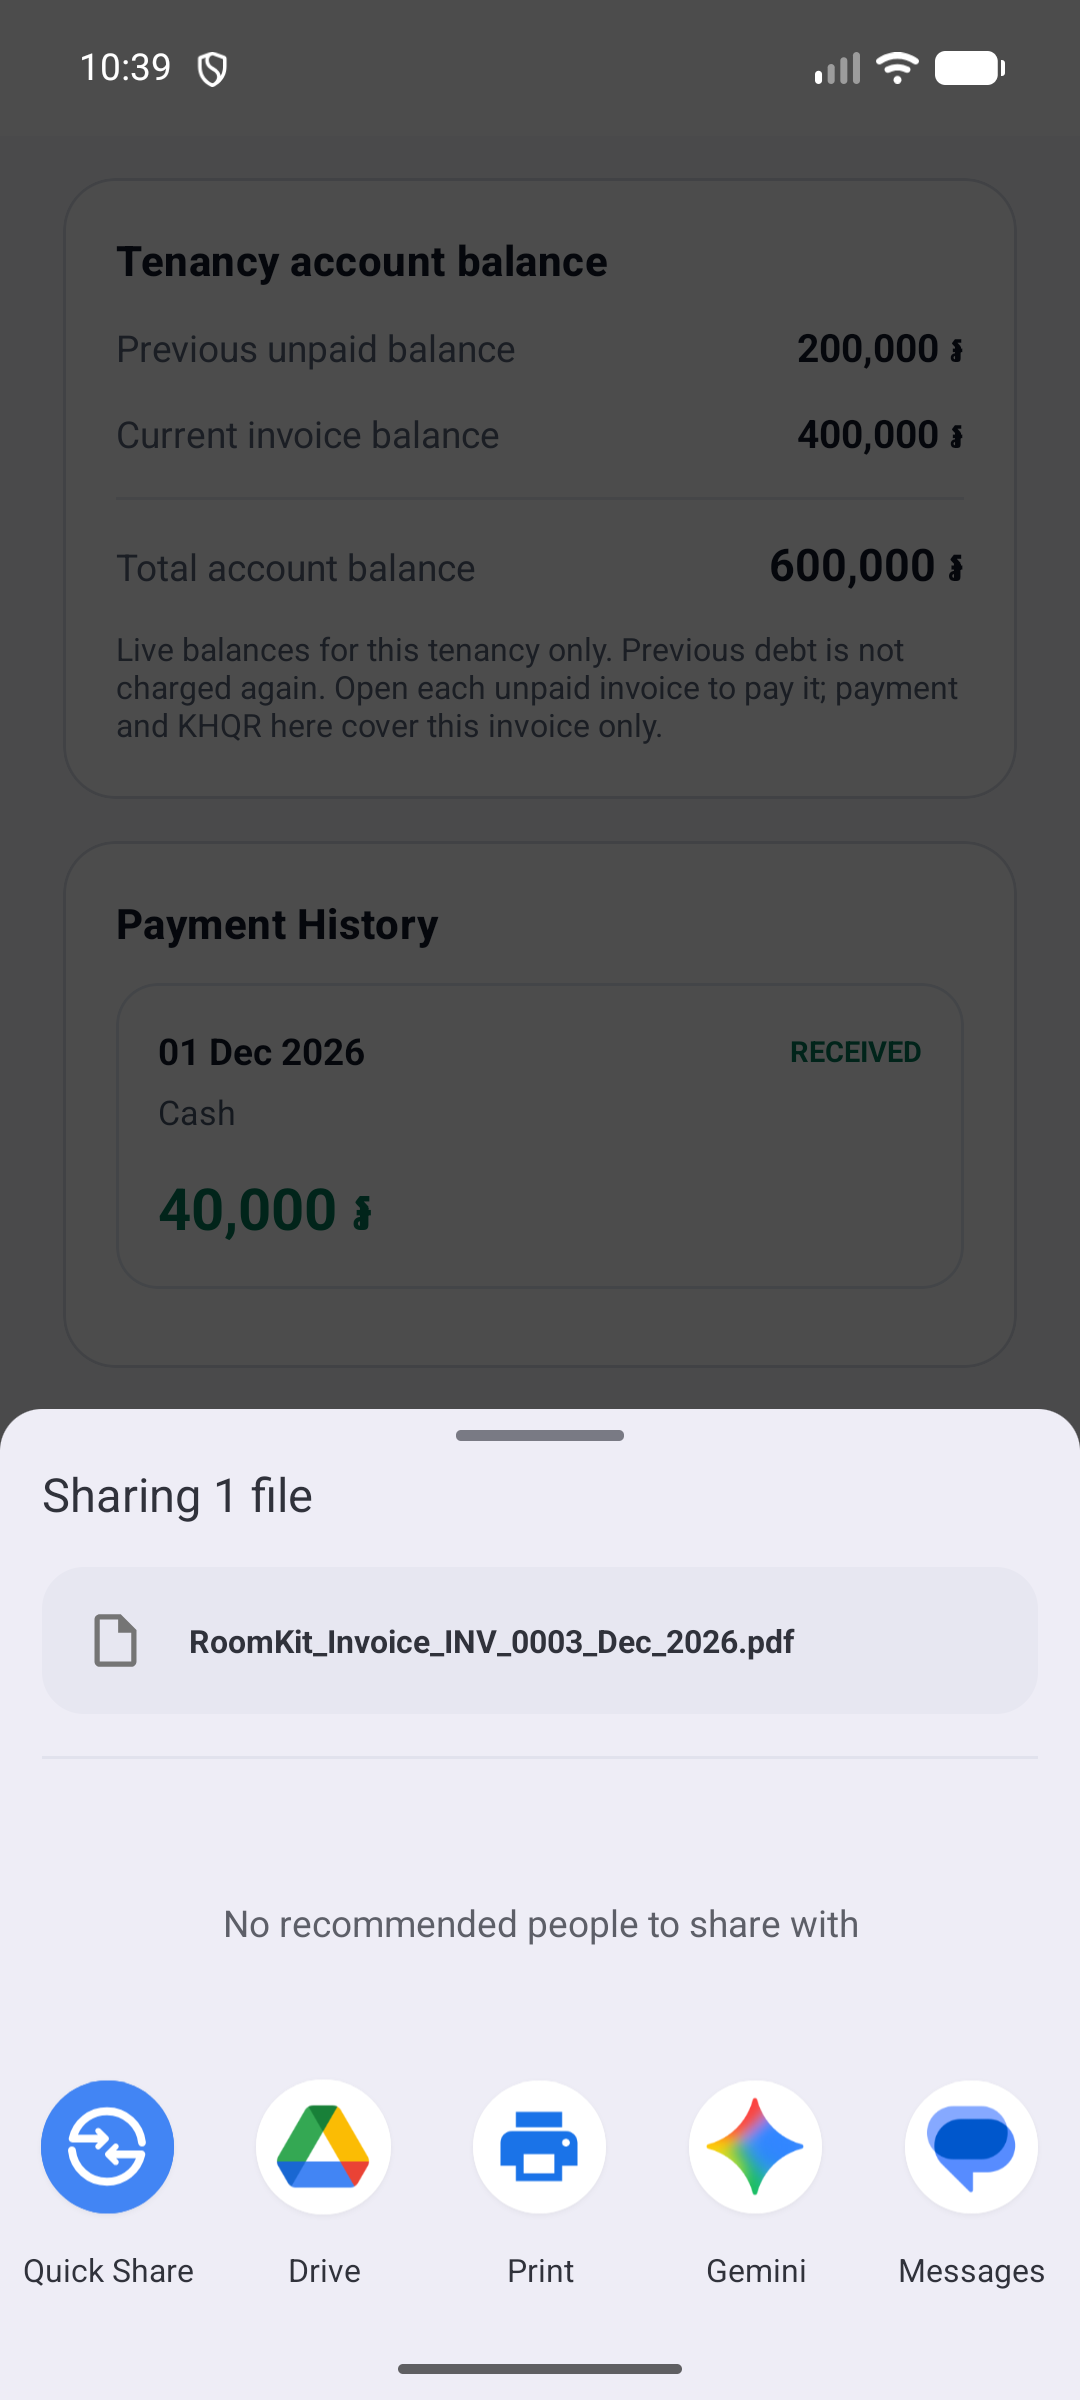 10:39
Tenancy account balance
Previous unpaid balance 200,000 ៛
Current invoice balance 400,000 ៛
Total account balance 600,000 ៛
Live balances for this tenancy only. Previous debt is not
charged again. Open each unpaid invoice to pay it; payment
and KHQR here cover this invoice only.
Payment History
01 Dec 2026 RECEIVED
Cash
40,000 ៛
Sharing 1 file
RoomKit_Invoice_INV_0003_Dec_2026.pdf
No recommended people to share with
Quick Share Drive Print Gemini Messages